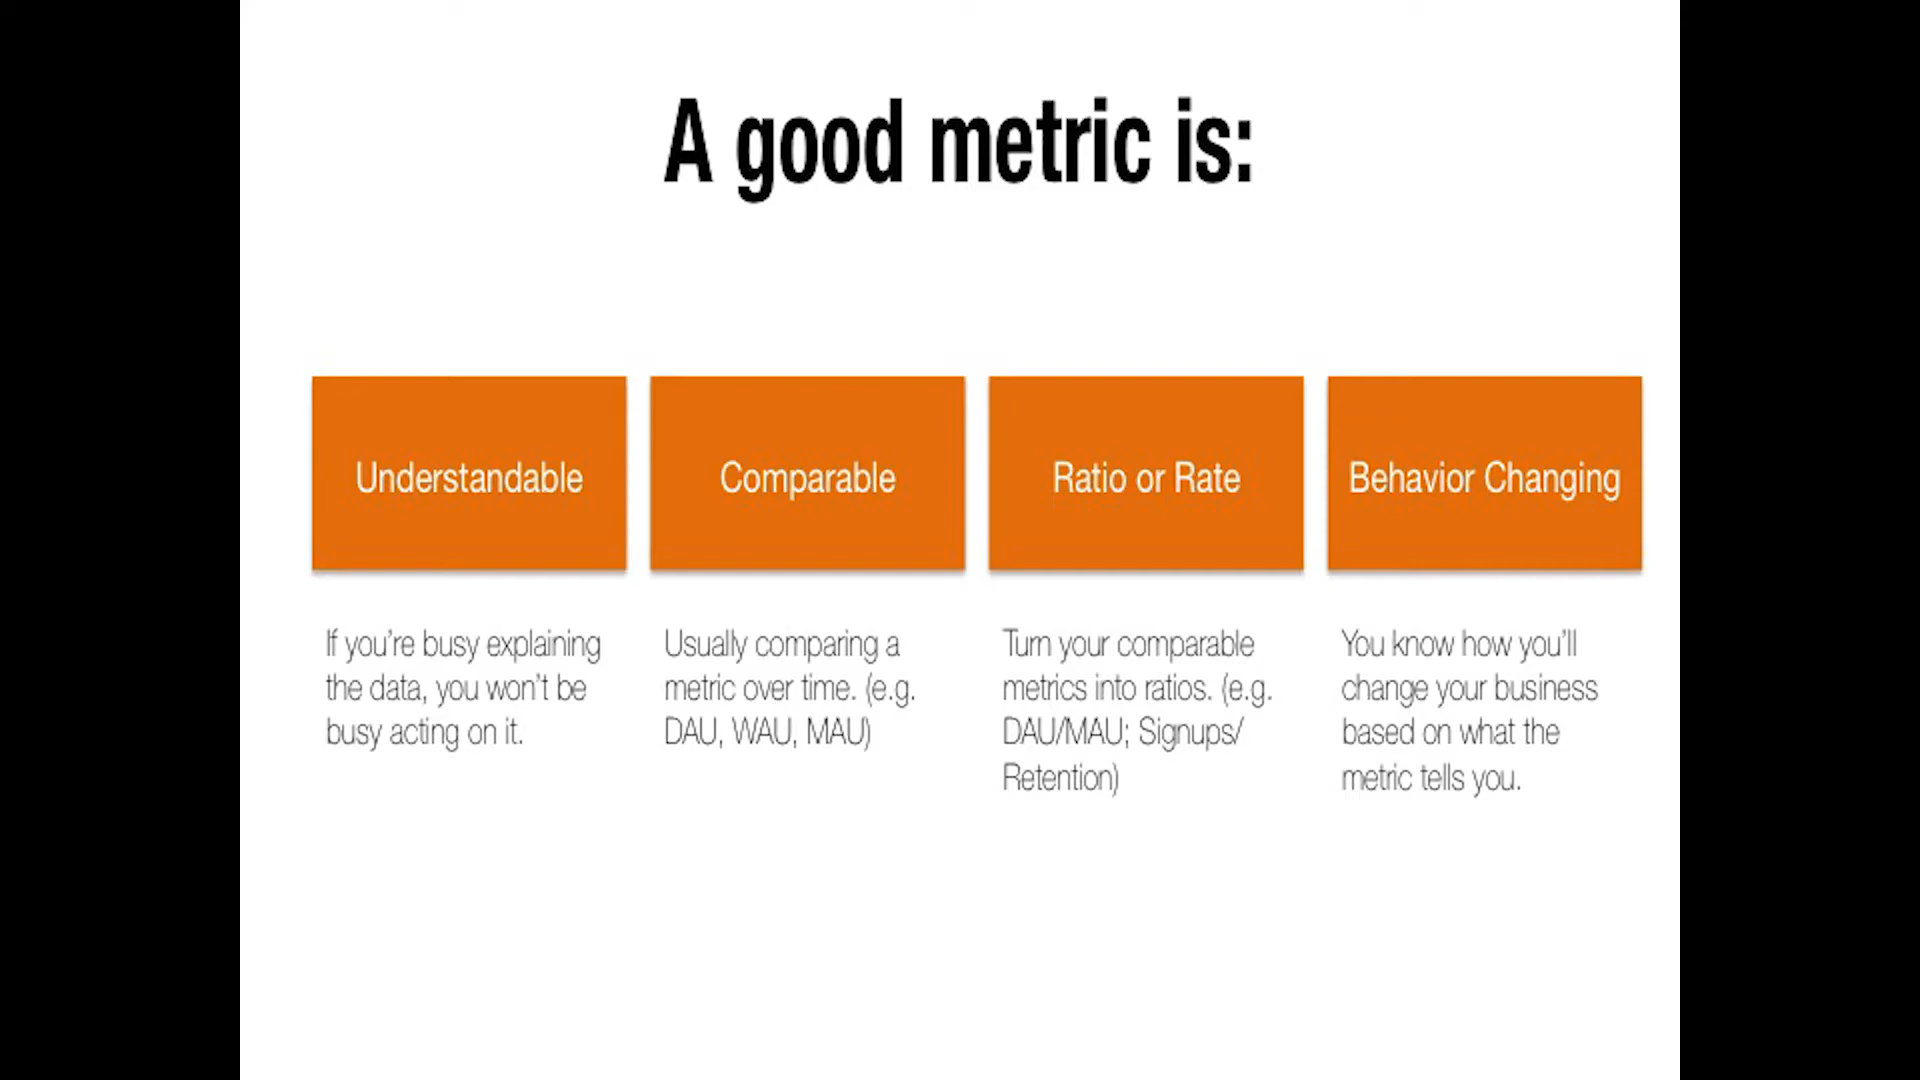 A good metric is:
Understandable
Comparable
Ratio or Rate
Behavior Changing
If you're busy explaining
the data, you won't be
busy acting on it.
Usually comparing a
metric over time. (e.g.
DAU, WAU, MAU)
Turn your comparable
metrics into ratios. (e.g.
DAU/MAU; Signups/
Retention)
You know how you'll
change your business
based on what the
metric tells you.